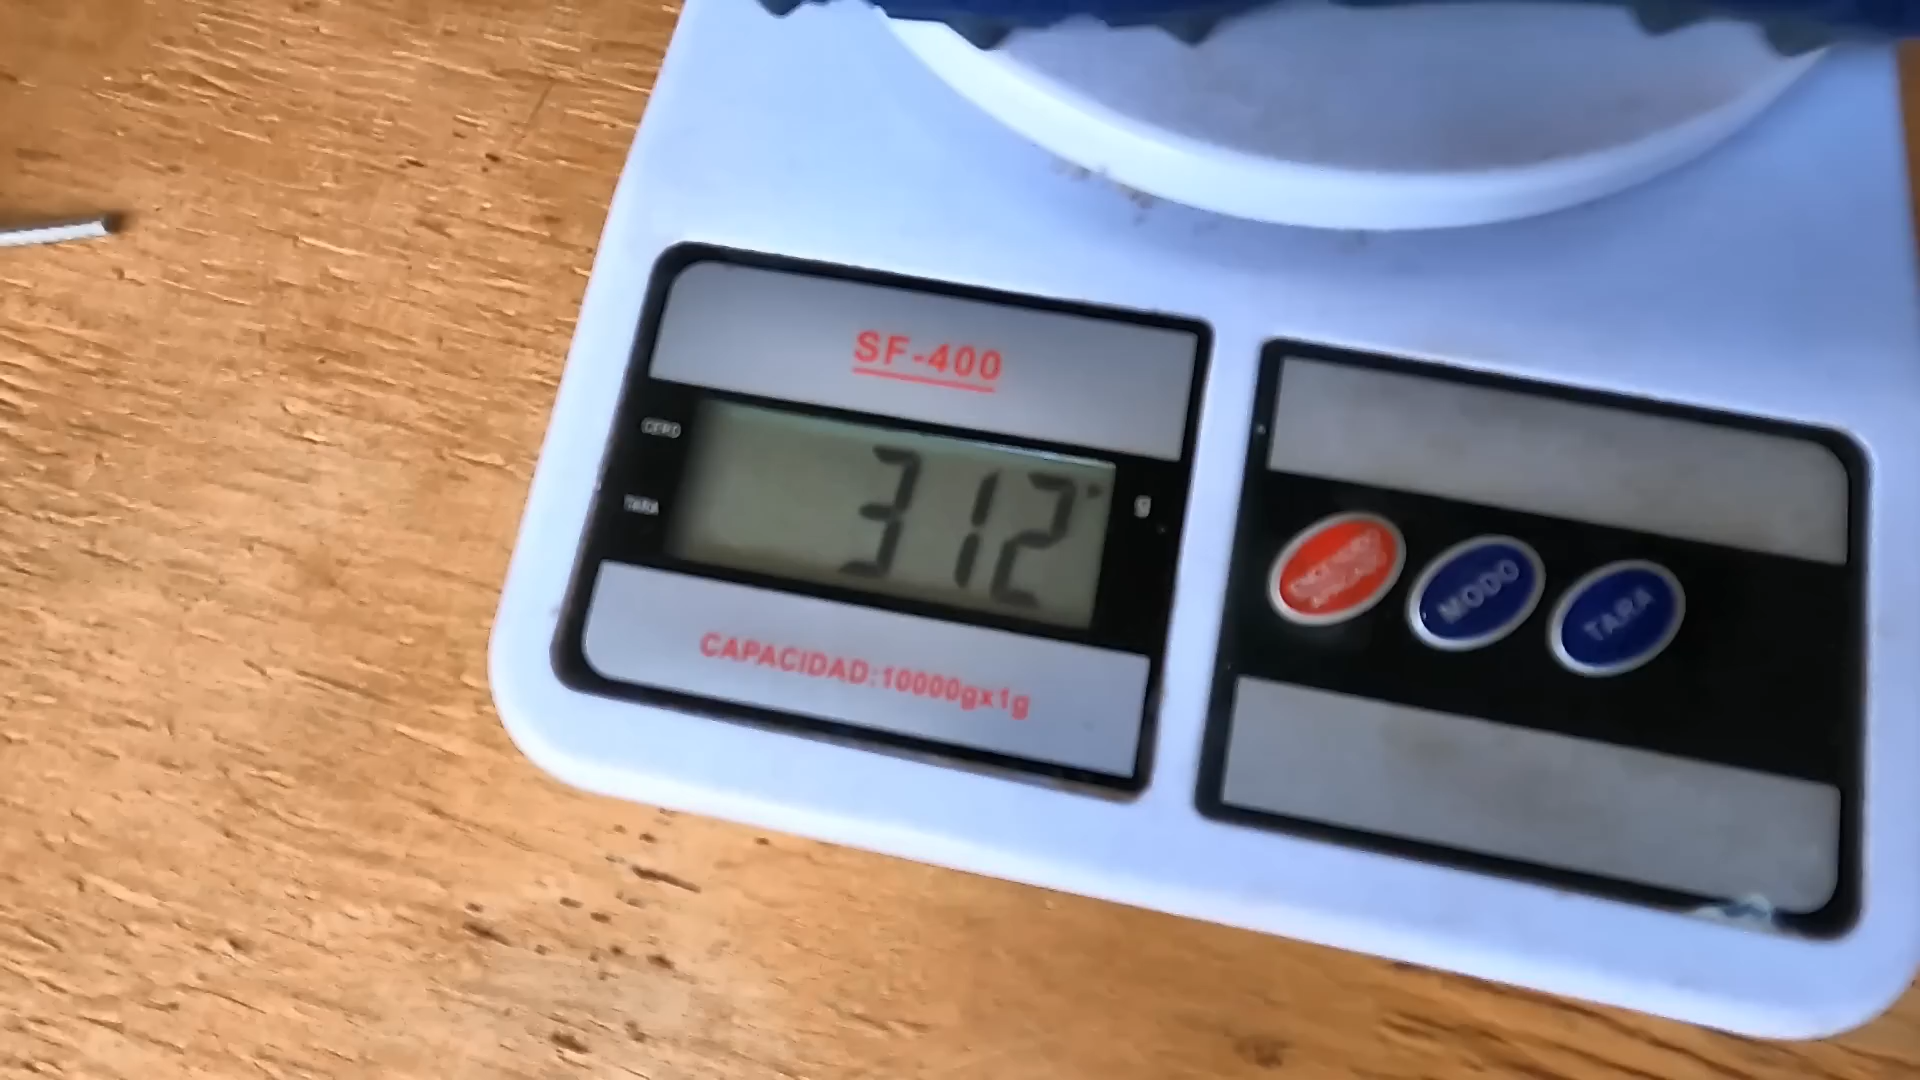 SF-400
CERO
TARA
312
g
CAPACIDAD:10000gx1g
MODO
TARA